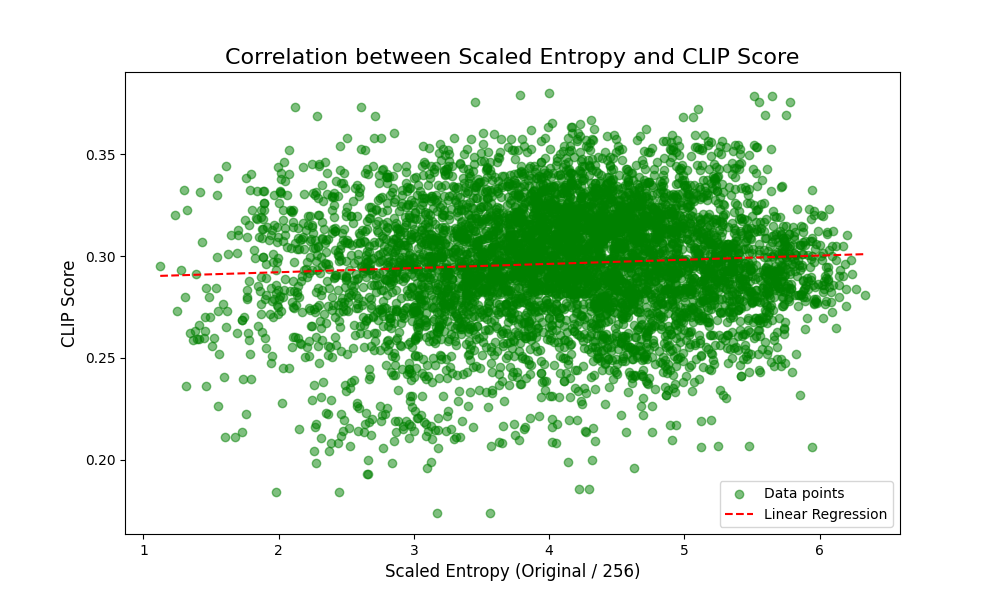 Correlation between Scaled Entropy and CLIP Score
CLIP Score
0.35
0.30
0.25
0.20
Data points
Linear Regression
1 2 3 4 5 6
Scaled Entropy (Original / 256)